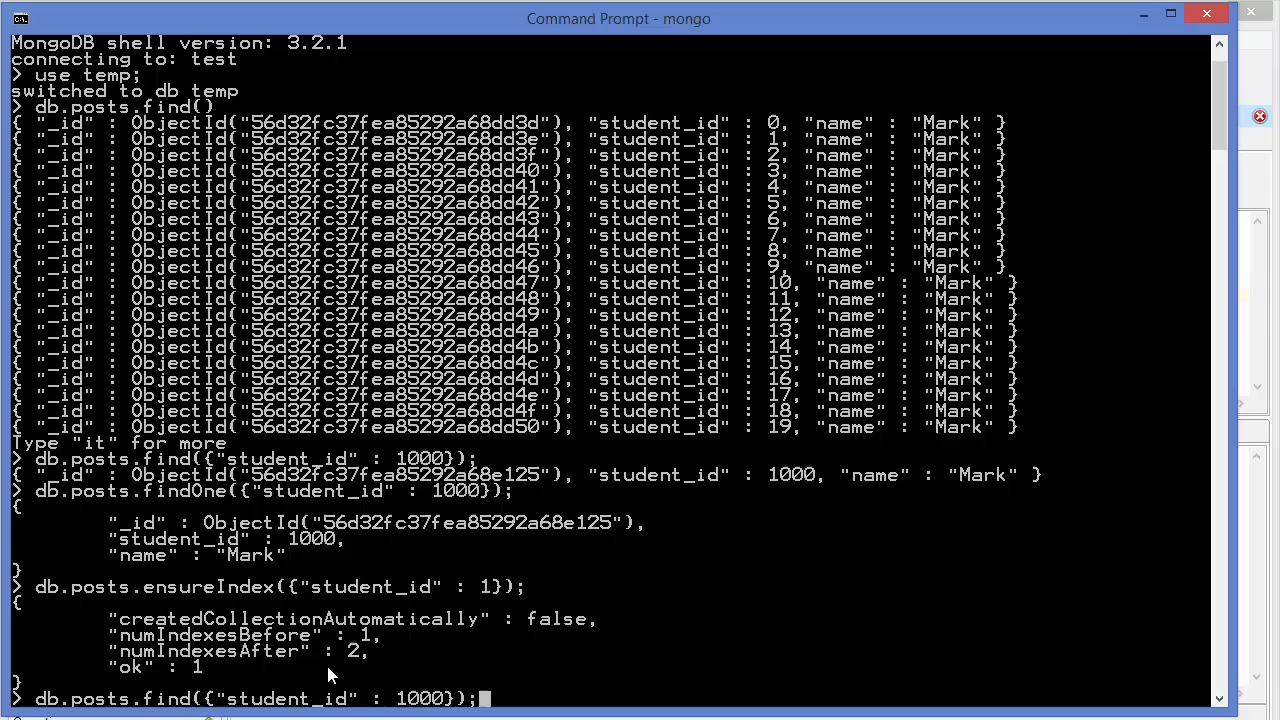 Command Prompt - mongo
MongoDB shell version: 3.2.1
connecting to: test
> use temp;
switched to db temp
> db.posts.find()
{ "_id" : ObjectId("56d32fc37fea85292a68dd3d"), "student_id" : 0, "name" : "Mark" }
{ "_id" : ObjectId("56d32fc37fea85292a68dd3e"), "student_id" : 1, "name" : "Mark" }
{ "_id" : ObjectId("56d32fc37fea85292a68dd3f"), "student_id" : 2, "name" : "Mark" }
{ "_id" : ObjectId("56d32fc37fea85292a68dd40"), "student_id" : 3, "name" : "Mark" }
{ "_id" : ObjectId("56d32fc37fea85292a68dd41"), "student_id" : 4, "name" : "Mark" }
{ "_id" : ObjectId("56d32fc37fea85292a68dd42"), "student_id" : 5, "name" : "Mark" }
{ "_id" : ObjectId("56d32fc37fea85292a68dd43"), "student_id" : 6, "name" : "Mark" }
{ "_id" : ObjectId("56d32fc37fea85292a68dd44"), "student_id" : 7, "name" : "Mark" }
{ "_id" : ObjectId("56d32fc37fea85292a68dd45"), "student_id" : 8, "name" : "Mark" }
{ "_id" : ObjectId("56d32fc37fea85292a68dd46"), "student_id" : 9, "name" : "Mark" }
{ "_id" : ObjectId("56d32fc37fea85292a68dd47"), "student_id" : 10, "name" : "Mark" }
{ "_id" : ObjectId("56d32fc37fea85292a68dd48"), "student_id" : 11, "name" : "Mark" }
{ "_id" : ObjectId("56d32fc37fea85292a68dd49"), "student_id" : 12, "name" : "Mark" }
{ "_id" : ObjectId("56d32fc37fea85292a68dd4a"), "student_id" : 13, "name" : "Mark" }
{ "_id" : ObjectId("56d32fc37fea85292a68dd4b"), "student_id" : 14, "name" : "Mark" }
{ "_id" : ObjectId("56d32fc37fea85292a68dd4c"), "student_id" : 15, "name" : "Mark" }
{ "_id" : ObjectId("56d32fc37fea85292a68dd4d"), "student_id" : 16, "name" : "Mark" }
{ "_id" : ObjectId("56d32fc37fea85292a68dd4e"), "student_id" : 17, "name" : "Mark" }
{ "_id" : ObjectId("56d32fc37fea85292a68dd4f"), "student_id" : 18, "name" : "Mark" }
{ "_id" : ObjectId("56d32fc37fea85292a68dd50"), "student_id" : 19, "name" : "Mark" }
Type "it" for more
> db.posts.find({"student_id" : 1000});
{ "_id" : ObjectId("56d32fc37fea85292a68e125"), "student_id" : 1000, "name" : "Mark" }
> db.posts.findOne({"student_id" : 1000});
{
"_id" : ObjectId("56d32fc37fea85292a68e125"),
"student_id" : 1000,
"name" : "Mark"
}
> db.posts.ensureIndex({"student_id" : 1});
{
"createdCollectionAutomatically" : false,
"numIndexesBefore" : 1,
"numIndexesAfter" : 2,
"ok" : 1
}
> db.posts.find({"student_id" : 1000});